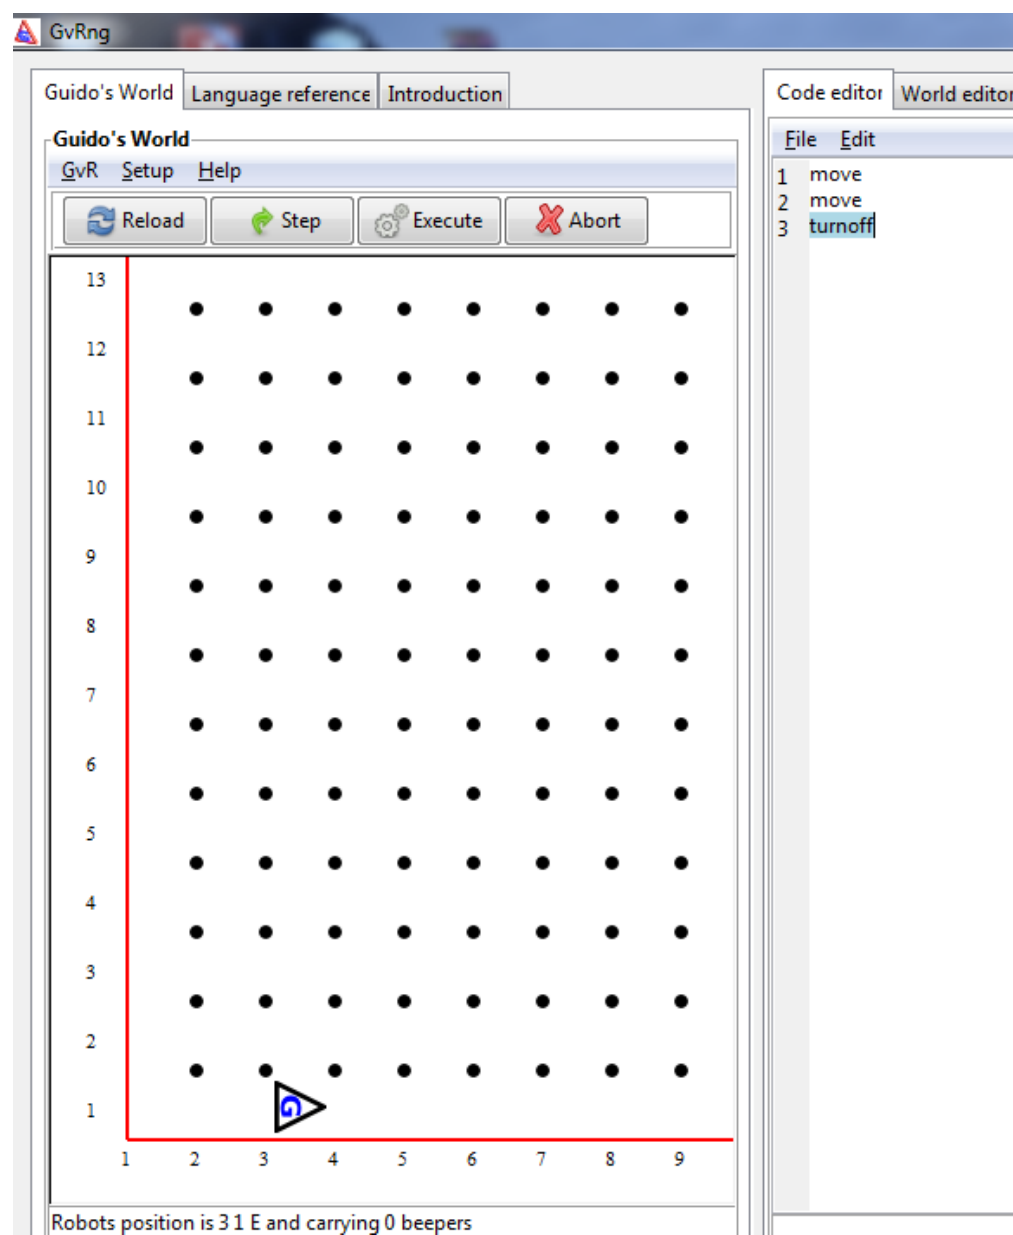 GvRng
Guido's World Language reference Introduction
Guido's World
GvR Setup Help
Reload Step Execute Abort
13
12
11
10
9
8
7
6
5
4
3
2
1
G
1 2 3 4 5 6 7 8 9
Robots position is 3 1 E and carrying 0 beepers
Code editor World editor
File Edit
1 move
2 move
3 turnoff